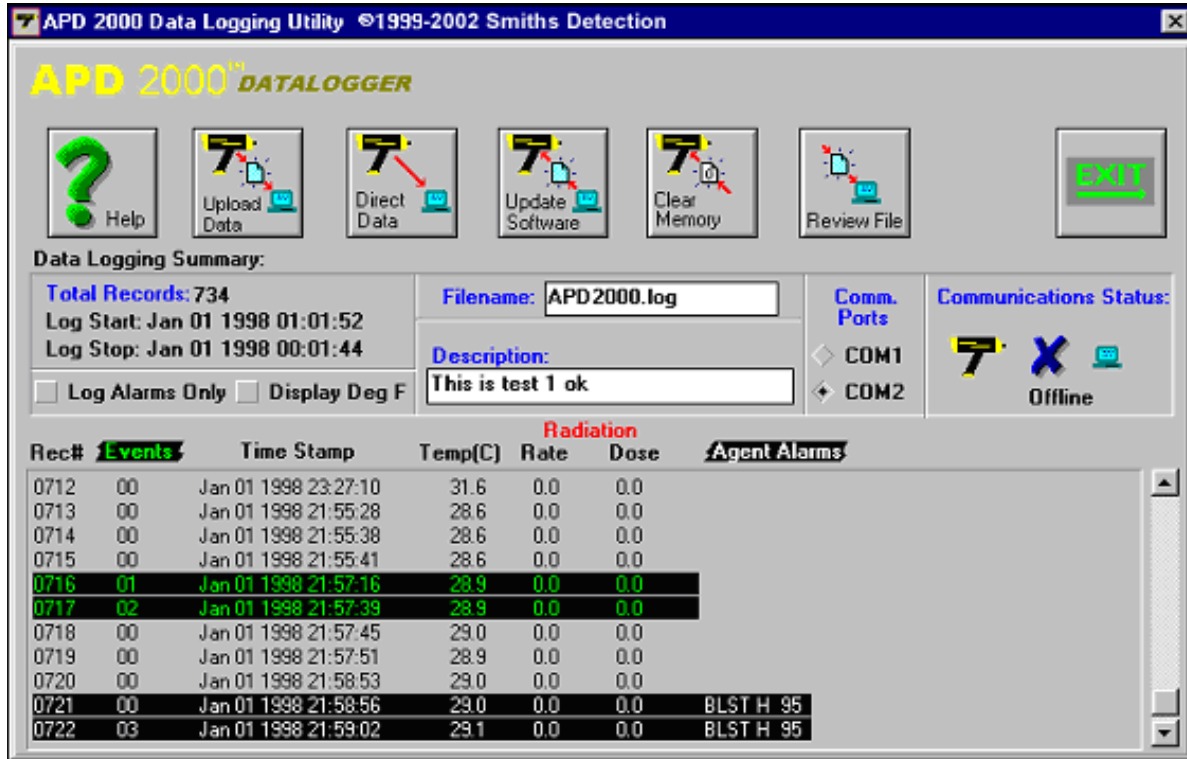 APD 2000 Data Logging Utility ©1999-2002 Smiths Detection
APD 2000™ DATALOGGER
Help
Upload Data
Direct Data
Update Software
Clear Memory
Review File
EXIT
Data Logging Summary:
Total Records: 734
Log Start: Jan 01 1998 01:01:52
Log Stop: Jan 01 1998 00:01:44
Log Alarms Only
Display Deg F
Filename: APD2000.log
Description:
This is test 1 ok
Comm. Ports
COM1
COM2
Communications Status:
Offline
Radiation
Rec# Events Time Stamp Temp(C) Rate Dose Agent Alarms
0712 00 Jan 01 1998 23:27:10 31.6 0.0 0.0
0713 00 Jan 01 1998 21:55:28 28.6 0.0 0.0
0714 00 Jan 01 1998 21:55:38 28.6 0.0 0.0
0715 00 Jan 01 1998 21:55:41 28.6 0.0 0.0
0716 01 Jan 01 1998 21:57:16 28.9 0.0 0.0
0717 02 Jan 01 1998 21:57:39 28.9 0.0 0.0
0718 00 Jan 01 1998 21:57:45 29.0 0.0 0.0
0719 00 Jan 01 1998 21:57:51 28.9 0.0 0.0
0720 00 Jan 01 1998 21:58:53 29.0 0.0 0.0
0721 00 Jan 01 1998 21:58:56 29.0 0.0 0.0 BLST H 95
0722 03 Jan 01 1998 21:59:02 29.1 0.0 0.0 BLST H 95